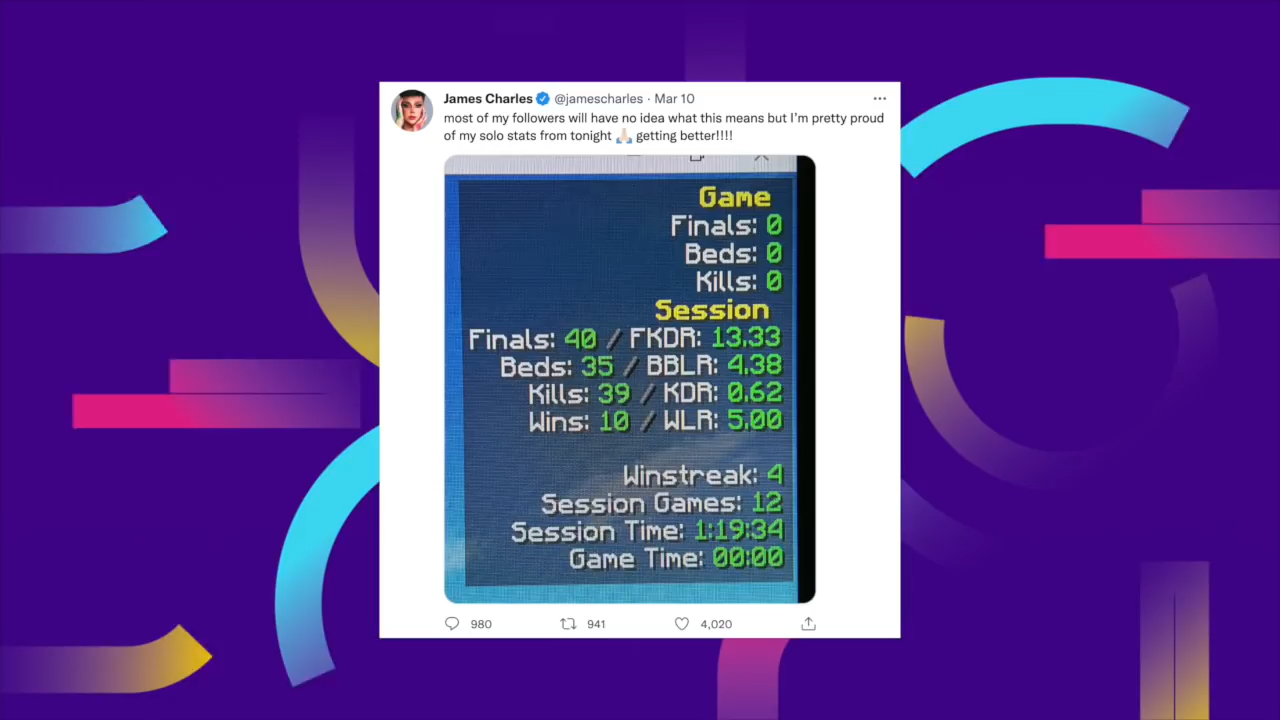 James Charles @jamescharles · Mar 10
most of my followers will have no idea what this means but I'm pretty proud
of my solo stats from tonight 🙏🏻 getting better!!!!
Game
Finals: 0
Beds: 0
Kills: 0
Session
Finals: 40 / FKDR: 13.33
Beds: 35 / BBLR: 4.38
Kills: 39 / KDR: 0.62
Wins: 10 / WLR: 5.00
Winstreak: 4
Session Games: 12
Session Time: 1:19:34
Game Time: 00:00
980 941 4,020